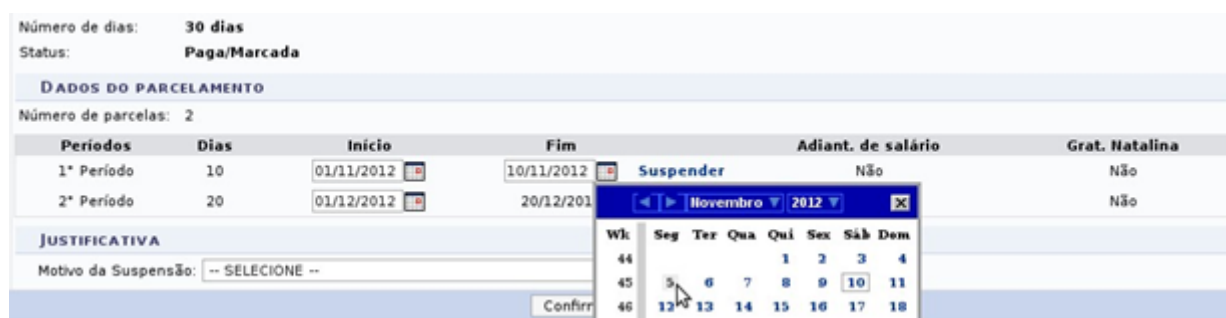 Número de dias: 30 dias
Status: Paga/Marcada
DADOS DO PARCELAMENTO
Número de parcelas: 2
Períodos Dias Início Fim Adiant. de salário Grat. Natalina
1º Período 10 01/11/2012 10/11/2012 Suspender Não Não
2º Período 20 01/12/2012 20/12/201 Não
Novembro 2012 x
JUSTIFICATIVA
Motivo da Suspensão: -- SELECIONE --
Wk Seg Ter Qua Qui Sex Sáb Dom
44 1 2 3 4
45 5 6 7 8 9 10 11
Confirr
46 12 13 14 15 16 17 18